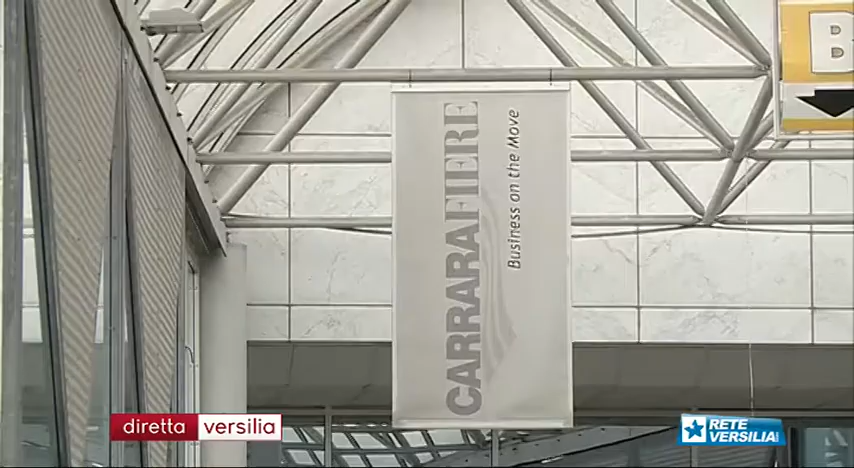 B
CARRARAFIERE
Business on the Move
diretta versilia
RETE
VERSILIA